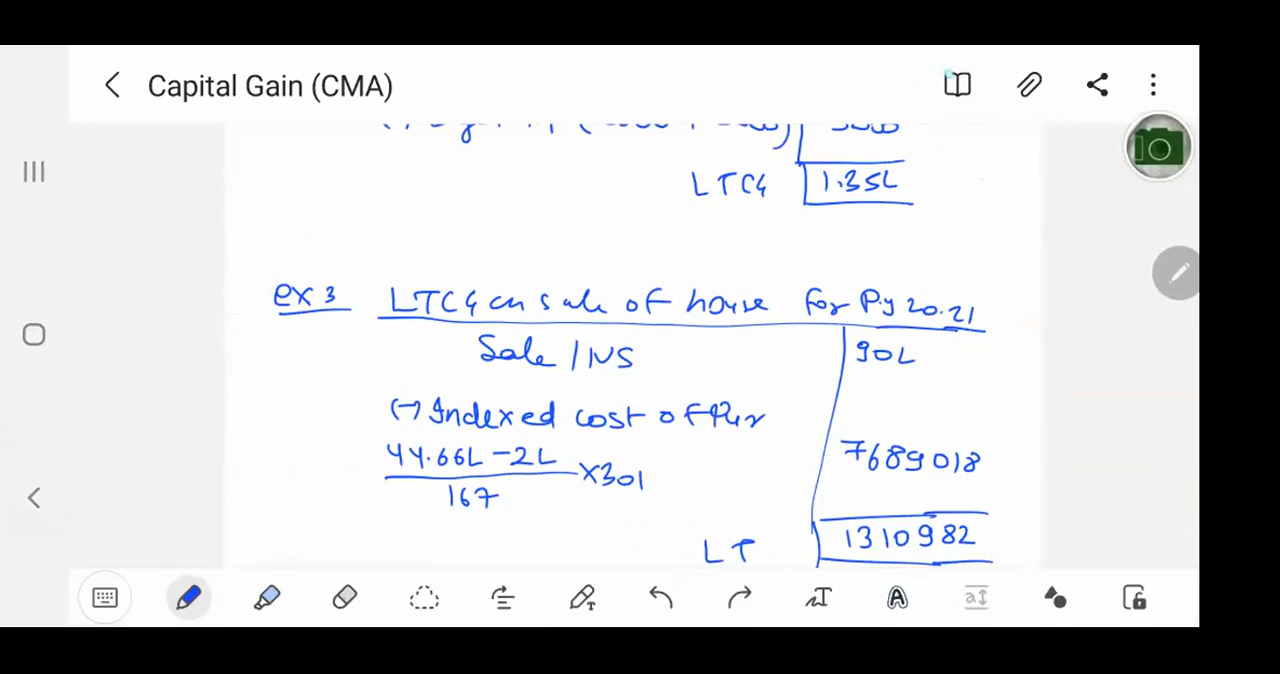 Capital Gain (CMA)
LTCG 1.35L
ex 3 LTCG on sale of house for P.y 20.21
Sale / NS 90L
(-) Indexed cost of Pur
44.66L - 2L
167
X301 7689018
LT 1310982